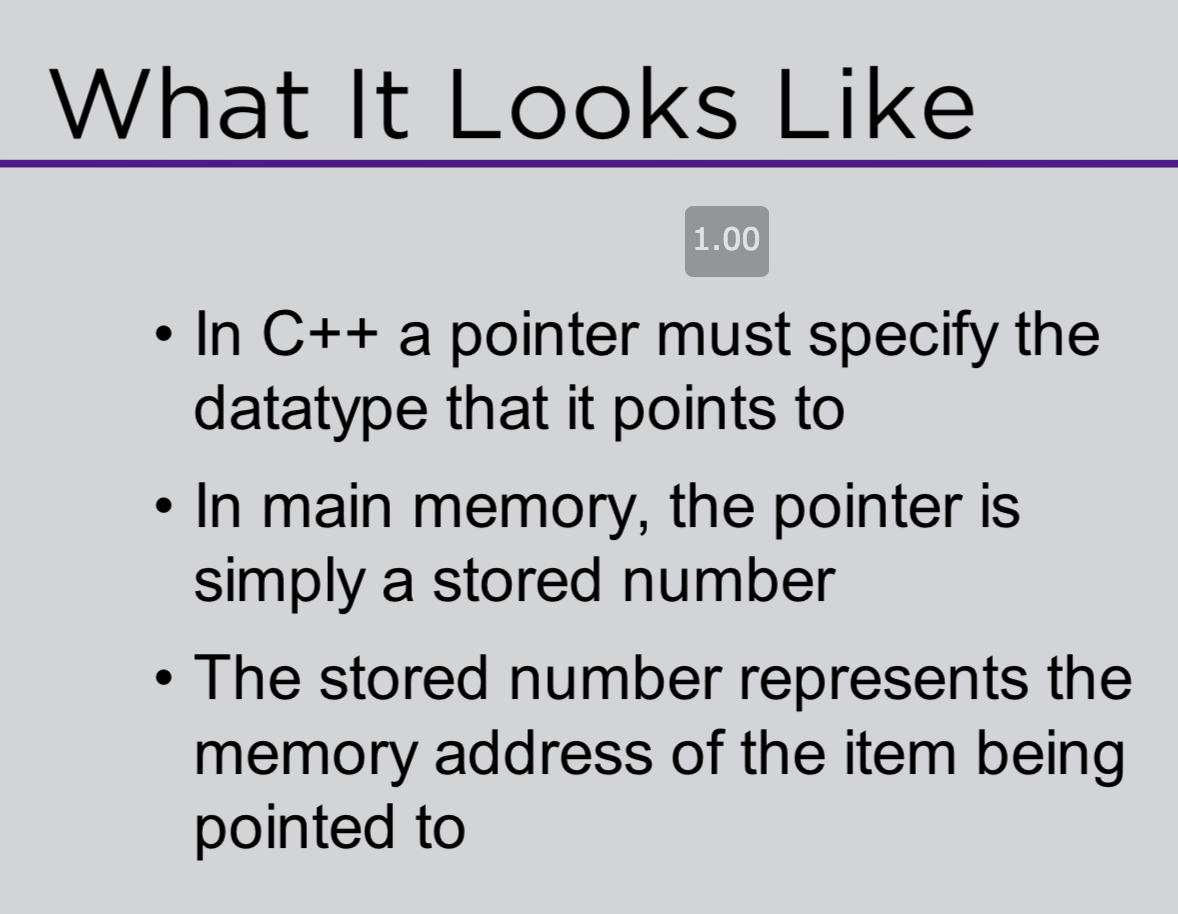 What It Looks Like
1.00
• In C++ a pointer must specify the
datatype that it points to
• In main memory, the pointer is
simply a stored number
• The stored number represents the
memory address of the item being
pointed to